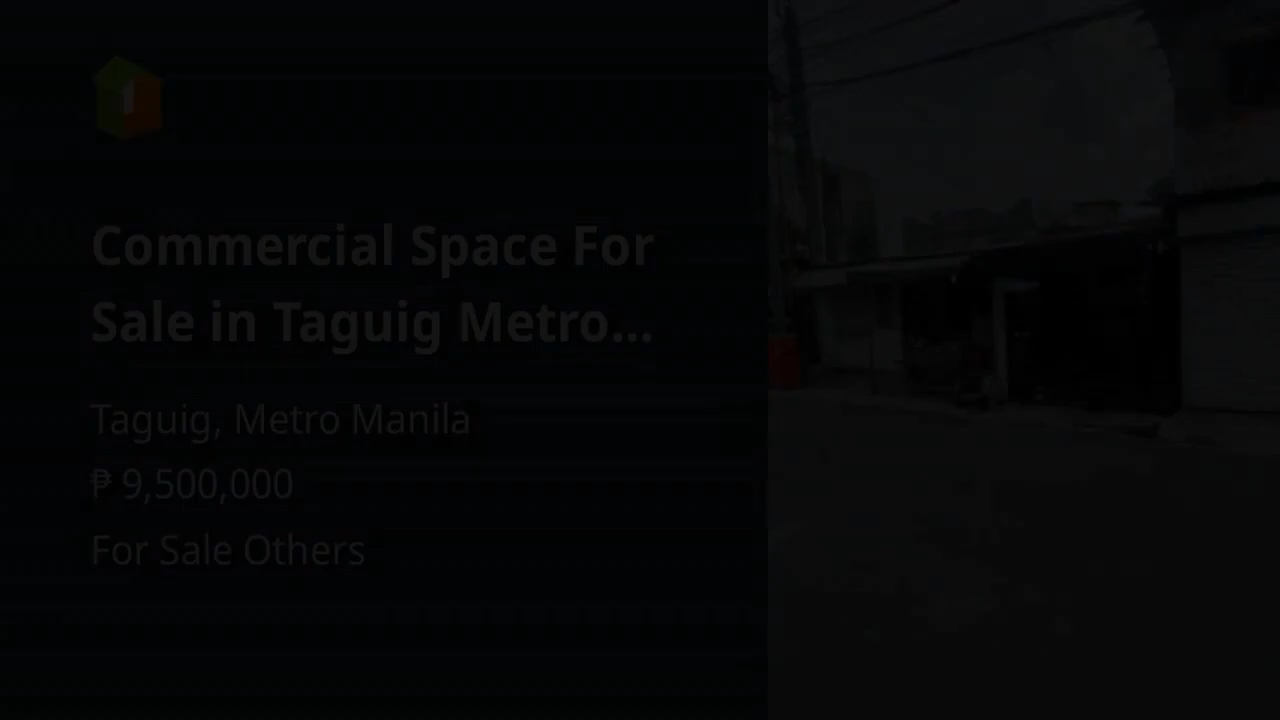 Commercial Space For
Sale in Taguig Metro...
Taguig, Metro Manila
₱ 9,500,000
For Sale Others